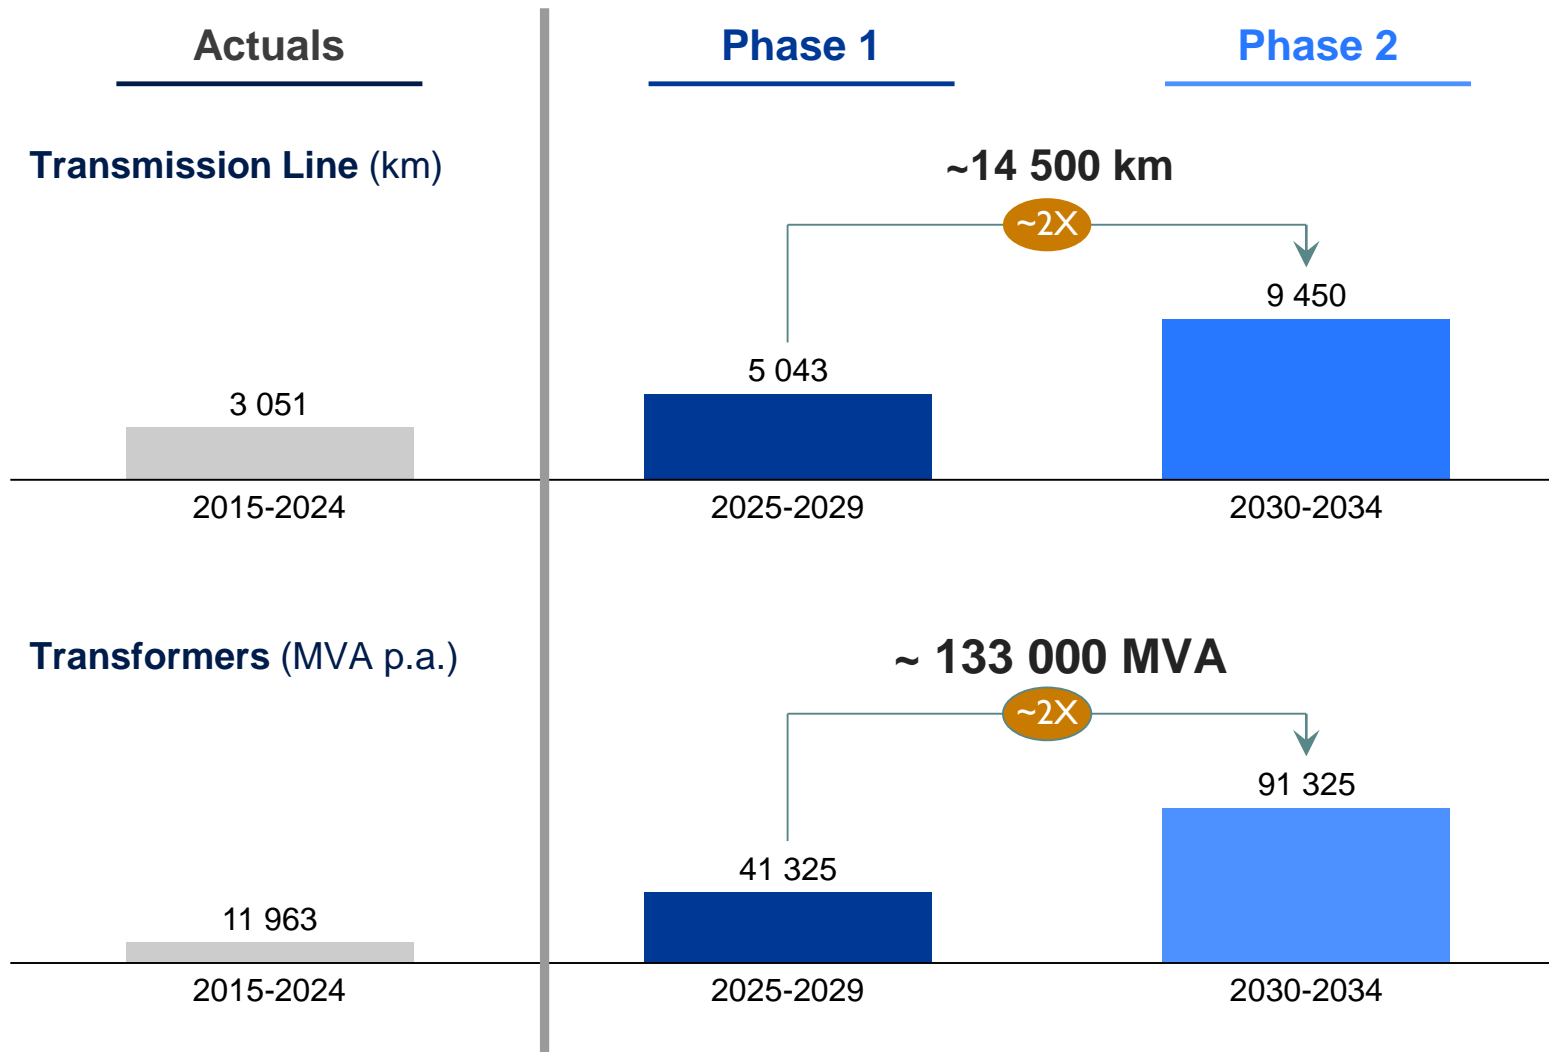 Actuals
Phase 1
Phase 2
Transmission Line (km)
~14 500 km
~2X
9 450
5 043
3 051
2015-2024
2025-2029
2030-2034
Transformers (MVA p.a.)
~ 133 000 MVA
~2X
91 325
41 325
11 963
2015-2024
2025-2029
2030-2034